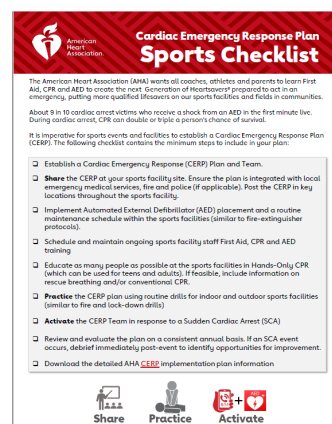 American
Heart
Association.
Cardiac Emergency Response Plan
Sports Checklist
The American Heart Association (AHA) wants all coaches, athletes and parents to learn First
Aid, CPR and AED to create the next Generation of Heartsavers® prepared to act in an
emergency, putting more qualified lifesavers on our sports facilities and fields in communities.
About 9 in 10 cardiac arrest victims who receive a shock from an AED in the first minute live.
During cardiac arrest, CPR can double or triple a person's chance of survival.
It is imperative for sports events and facilities to establish a Cardiac Emergency Response Plan
(CERP). The following checklist contains the minimum steps to include in your plan:
❑ Establish a Cardiac Emergency Response (CERP) Plan and Team.
❑ Share the CERP at your sports facility site. Ensure the plan is integrated with local
emergency medical services, fire and police (if applicable). Post the CERP in key
locations throughout the sports facility.
❑ Implement Automated External Defibrillator (AED) placement and a routine
maintenance schedule within the sports facilities (similar to fire-extinguisher
protocols).
❑ Schedule and maintain ongoing sports facility staff First Aid, CPR and AED
training
❑ Educate as many people as possible at the sports facilities in Hands-Only CPR
(which can be used for teens and adults). If feasible, include information on
rescue breathing and/or conventional CPR.
❑ Practice the CERP plan using routine drills for indoor and outdoor sports facilities
(similar to fire and lock-down drills)
❑ Activate the CERP Team in response to a Sudden Cardiac Arrest (SCA)
❑ Review and evaluate the plan on a consistent annual basis. If an SCA event
occurs, debrief immediately post-event to identify opportunities for improvement.
❑ Download the detailed AHA CERP implementation plan information
+
AED
Share Practice Activate